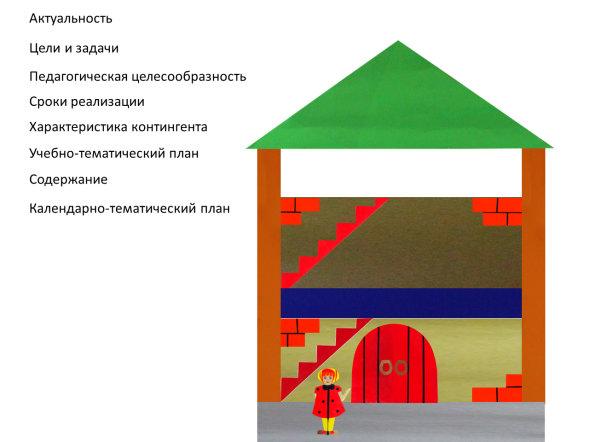 Актуальность
Цели и задачи
Педагогическая целесообразность
Сроки реализации
Характеристика контингента
Учебно-тематический план
Содержание
Календарно-тематический план